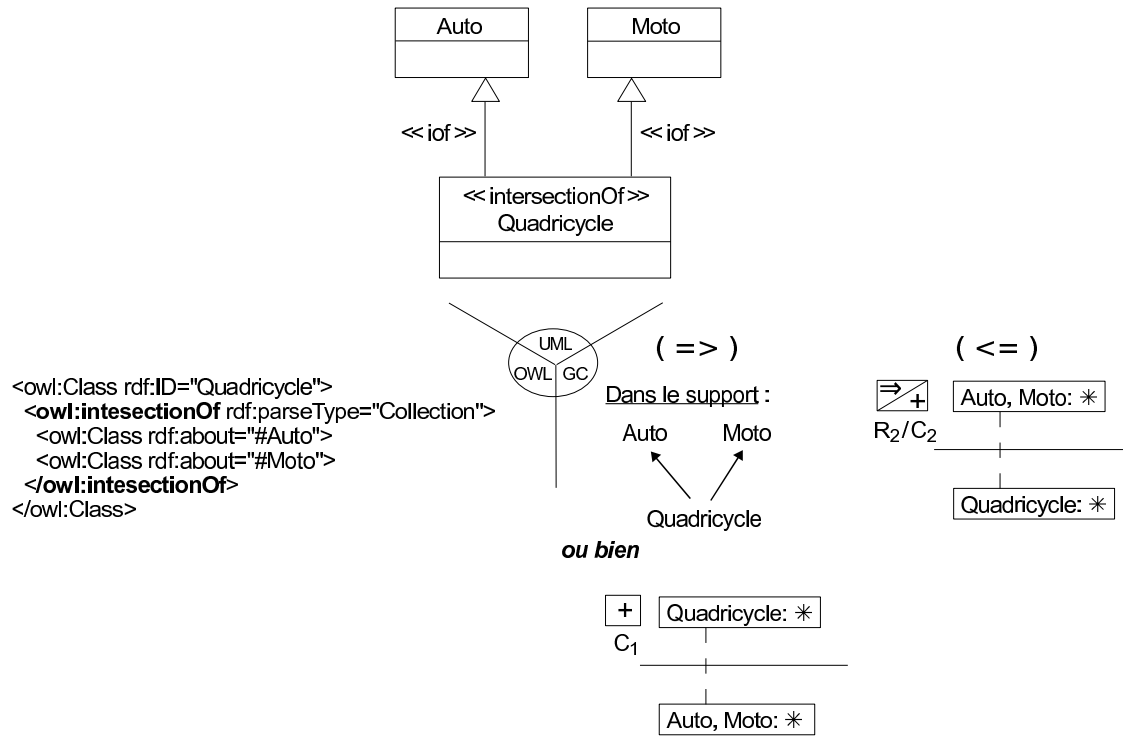 Auto
Moto
<< iof >>
<< iof >>
<< intersectionOf >>
Quadricycle
UML
OWL
GC
<owl:Class rdf:ID="Quadricycle">
<owl:intesectionOf rdf:parseType="Collection">
<owl:Class rdf:about="#Auto">
<owl:Class rdf:about="#Moto">
</owl:intesectionOf>
</owl:Class>
( => )
Dans le support :
Auto
Moto
Quadricycle
ou bien
+
C1
Quadricycle: ✳
Auto, Moto: ✳
( <= )
⇒/+
R2/C2
Auto, Moto: ✳
Quadricycle: ✳